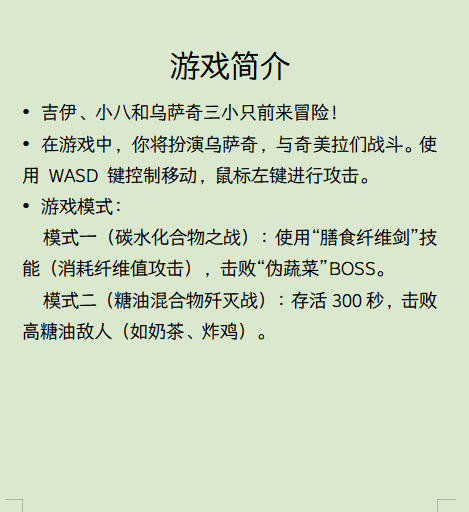 游戏简介
• 吉伊、小八和乌萨奇三小只前来冒险！
• 在游戏中，你将扮演乌萨奇，与奇美拉们战斗。使
用 WASD 键控制移动，鼠标左键进行攻击。
• 游戏模式：
模式一（碳水化合物之战）：使用“膳食纤维剑”技
能（消耗纤维值攻击），击败“伪蔬菜”BOSS。
模式二（糖油混合物歼灭战）：存活 300 秒，击败
高糖油敌人（如奶茶、炸鸡）。